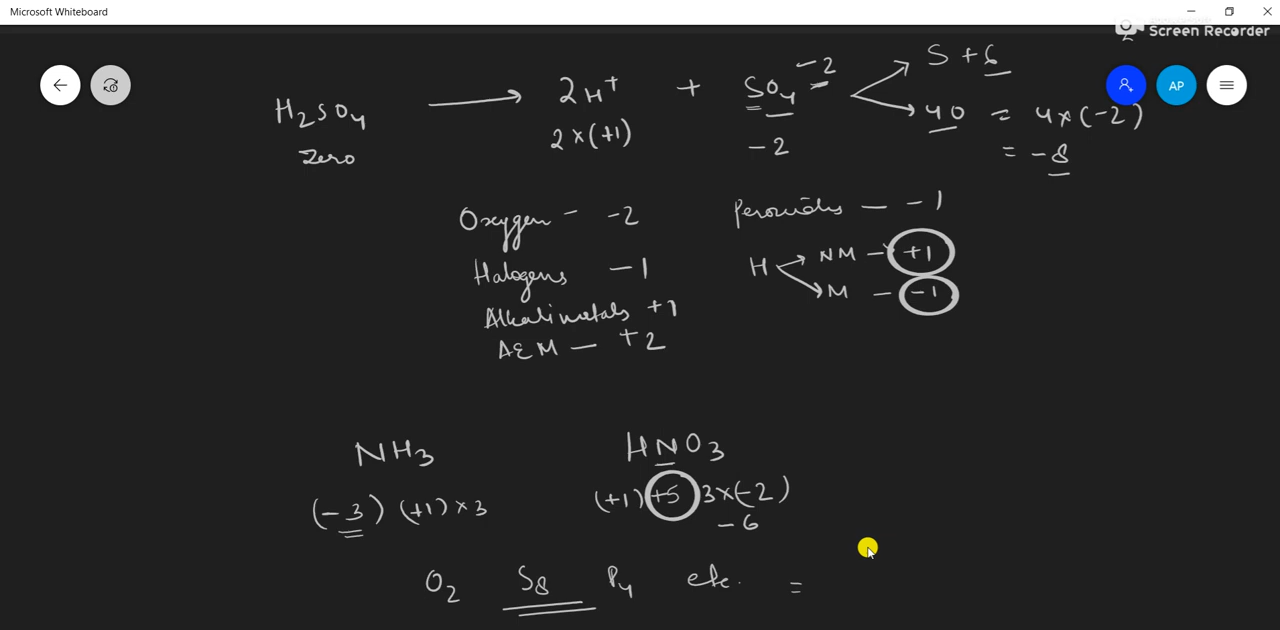 Microsoft Whiteboard
Screen Recorder
AP
H2SO4 → 2H+ + SO4-2
S +6
4O = 4×(-2)
= -8
Zero 2×(+1) -2
Oxygen - -2
Halogens -1
Alkali metals +1
AEM — +2
Peroxides — -1
H → NM — +1
→ M — -1
NH3 HNO3
(-3) (+1)×3 (+1) +5 3×(-2)
-6
O2 S8 P4 etc. =